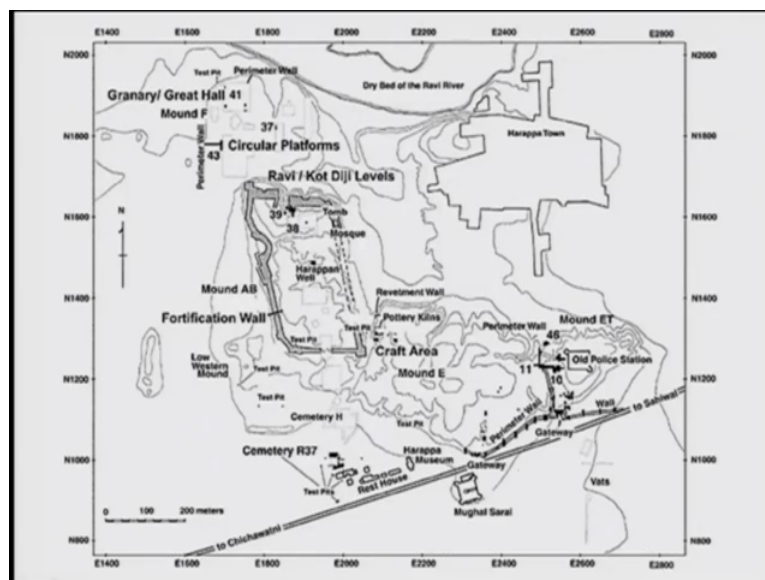 E1400 E1600 E1800 E2000 E2200 E2400 E2600 E2800
N2000
N2000
Test Pit
Perimeter Wall
Granary/ Great Hall 41
Dry Bed of the Ravi River
Mound F
37
N1800
N1800
Harappa Town
Circular Platforms
43
Perimeter Wall
Ravi / Kot Diji Levels
N
N1600
N1600
39
Tomb
38
Mosque
Harappan
Well
Mound AB
Revetment Wall
N1400
N1400
Fortification Wall
Pottery Kilns
Mound ET
Perimeter Wall
46
Test Pit
Test Pit
Craft Area
Old Police Station
Low
Western
Mound
Test Pit
11
10
Mound E
N1200
N1200
Cemetery H
Test Pit
Perimeter Wall
Wall
to Sahiwal
Gateway
Cemetery R37
Harappa
Museum
Gateway
N1000
N1000
Test Pits
Rest House
Vats
0 100 200 meters
Mughal Sarai
to Chichawatni
N800
N800
E1400 E1600 E1800 E2000 E2200 E2400 E2600 E2800